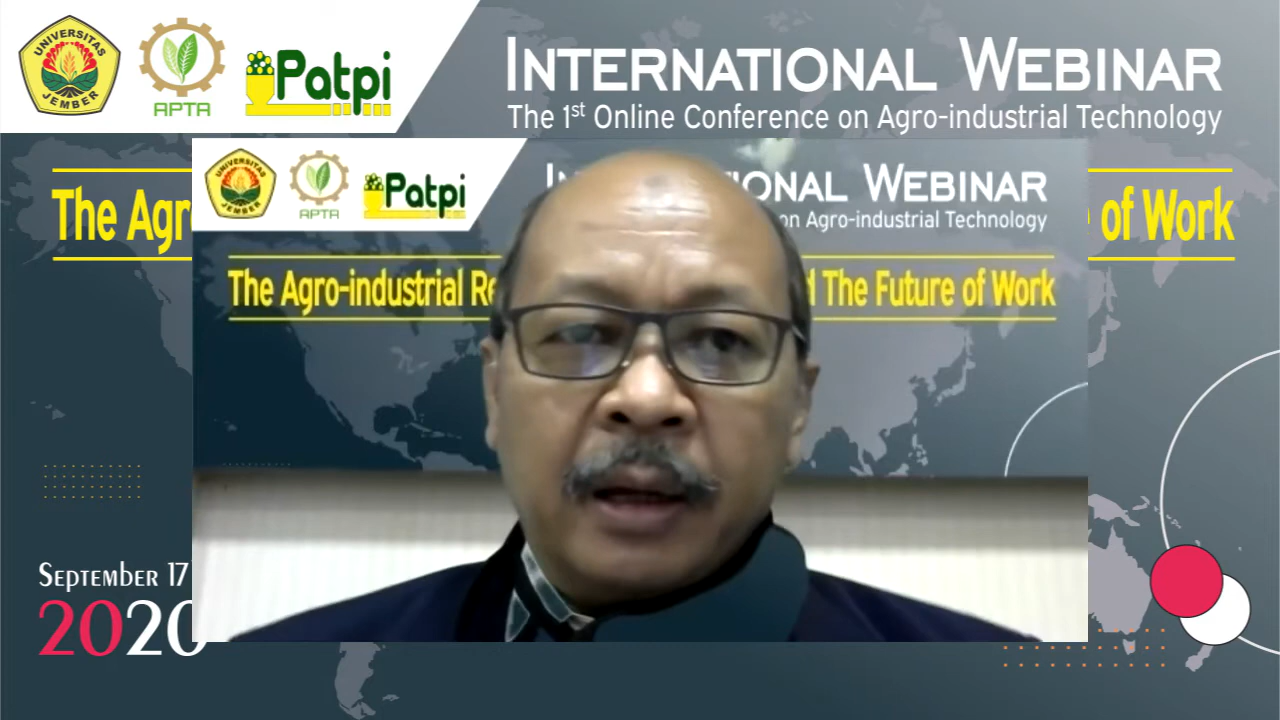 UNIVERSITAS
JEMBER
APTA
Patpi
INTERNATIONAL WEBINAR
The 1st Online Conference on Agro-industrial Technology
The Agr
e of Work
UNIVERSITAS
JEMBER
APTA
Patpi
ONAL WEBINAR
on Agro-industrial Technology
The Agro-industrial Re
The Future of Work
SEPTEMBER 17
2020